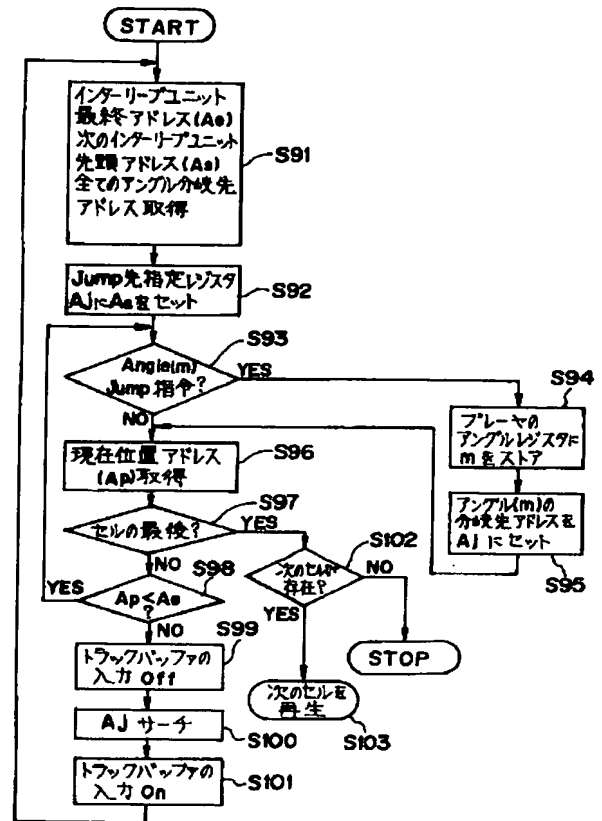 START
インターリーブユニット
最終アドレス(Ae)
次のインターリーブユニット
先頭アドレス(As)
全てのアングル分岐先
アドレス取得
S91
Jump先指定レジスタ
AJにAsをセット
S92
S93
Angle(m)
Jump指令?
YES
NO
S94
プレーヤの
アングルレジスタに
mをストア
アングル(m)の
分岐先アドレスを
AJにセット
S95
現在位置アドレス
(Ap)取得
S96
S97
セルの最後?
YES
NO
S98
Ap<Ae
?
YES
NO
S102
次のセルが
存在?
NO
YES
STOP
次のセルを
再生
S103
S99
トラックバッファの
入力Off
AJ サーチ
S100
トラックバッファの
入力On
S101